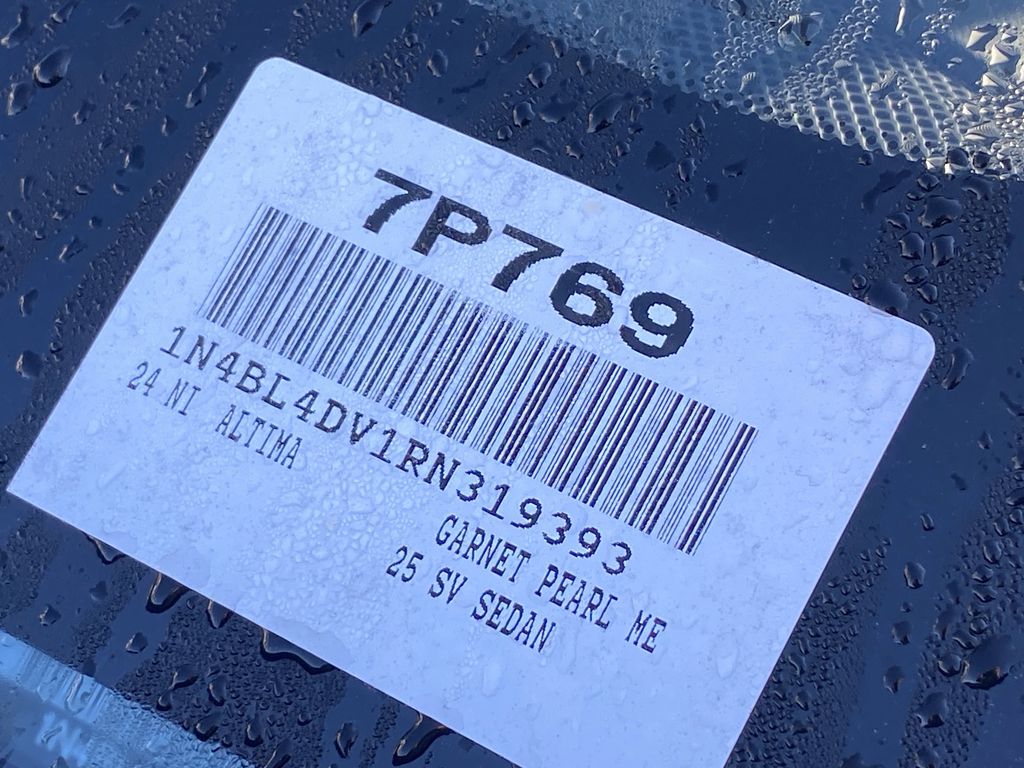 7P769
1N4BL4DV1RN319393
24 NI ALTIMA
GARNET PEARL ME
25 SV SEDAN